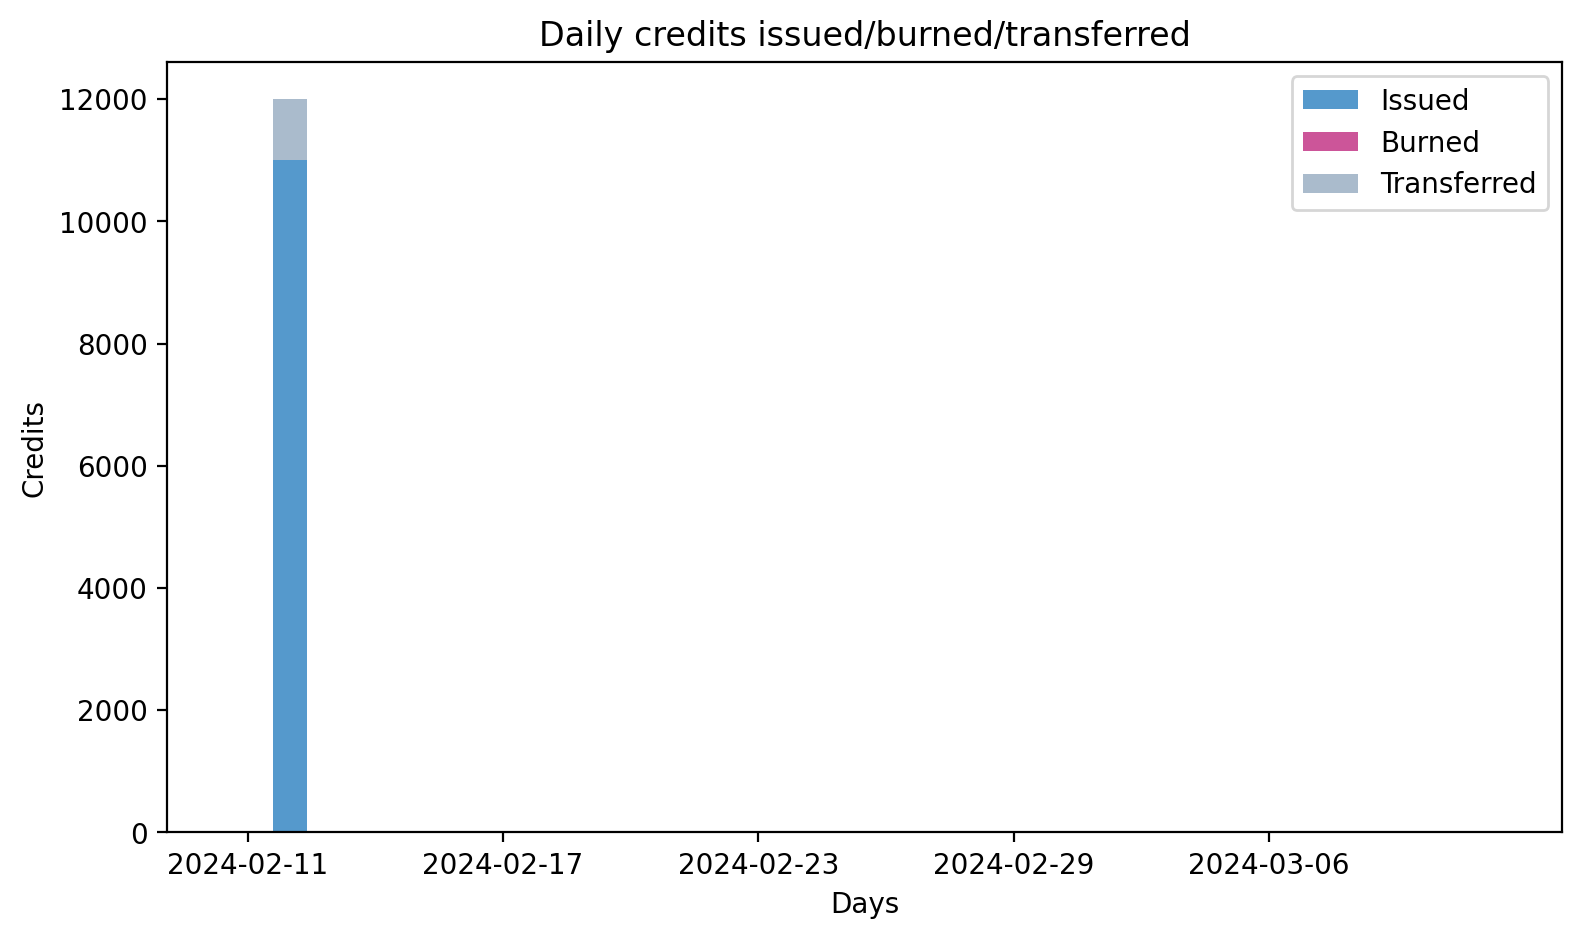 Daily credits issued/burned/transferred
12000
10000
8000
6000
4000
2000
0
Credits
Issued
Burned
Transferred
2024-02-11
2024-02-17
2024-02-23
2024-02-29
2024-03-06
Days